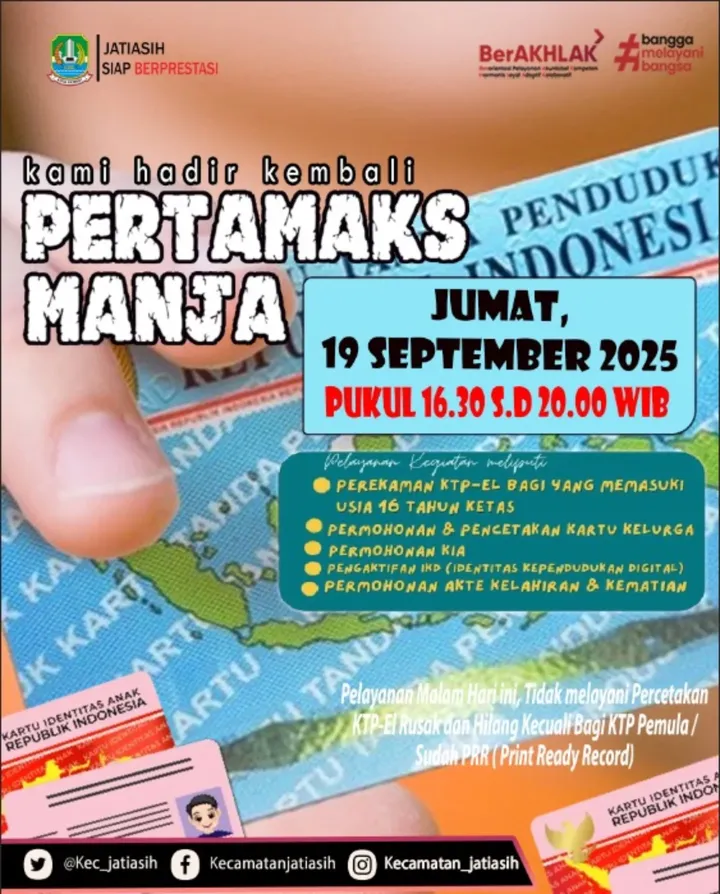 JATIASIH
SIAP BERPRESTASI
BerAKHLAK
#bangga
melayani
bangsa
kami hadir kembali
PERTAMAKS
MANJA
PENDUDUK
INDONESI
JUMAT,
19 SEPTEMBER 2025
PUKUL 16.30 S.D 20.00 WIB
Pelayanan Kegiatan meliputi
PEREKAMAN KTP-EL BAGI YANG MEMASUKI
USIA 16 TAHUN KETAS
PERMOHONAN & PENCETAKAN KARTU KELURGA
PERMOHONAN KIA
PENGAKTIFAN IKD (IDENTITAS KEPENDUDUKAN DIGITAL)
PERMOHONAN AKTE KELAHIRAN & KEMATIAN
Pelayanan Malam Hari ini, Tidak melayani Percetakan
KTP-El Rusak dan Hilang Kecuali Bagi KTP Pemula /
Sudah PRR ( Print Ready Record)
KARTU IDENTITAS ANAK
REPUBLIK INDONESIA
KARTU IDENTITAS A
REPUBLIK INDON
@Kec_jatiasih
Kecamatanjatiasih
Kecamatan_jatiasih